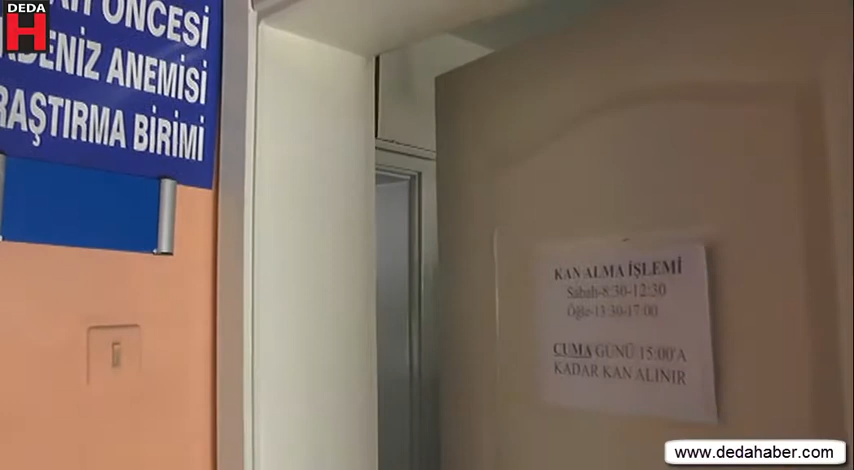 DEDA
H
ÖNCESİ
DENİZ ANEMİSİ
RAŞTIRMA BİRİMİ
KAN ALMA İŞLEMİ
Sabah-8:30-12:30
Öğle-13:30-17:00
CUMA GÜNÜ 15:00'A
KADAR KAN ALINIR
www.dedahaber.com